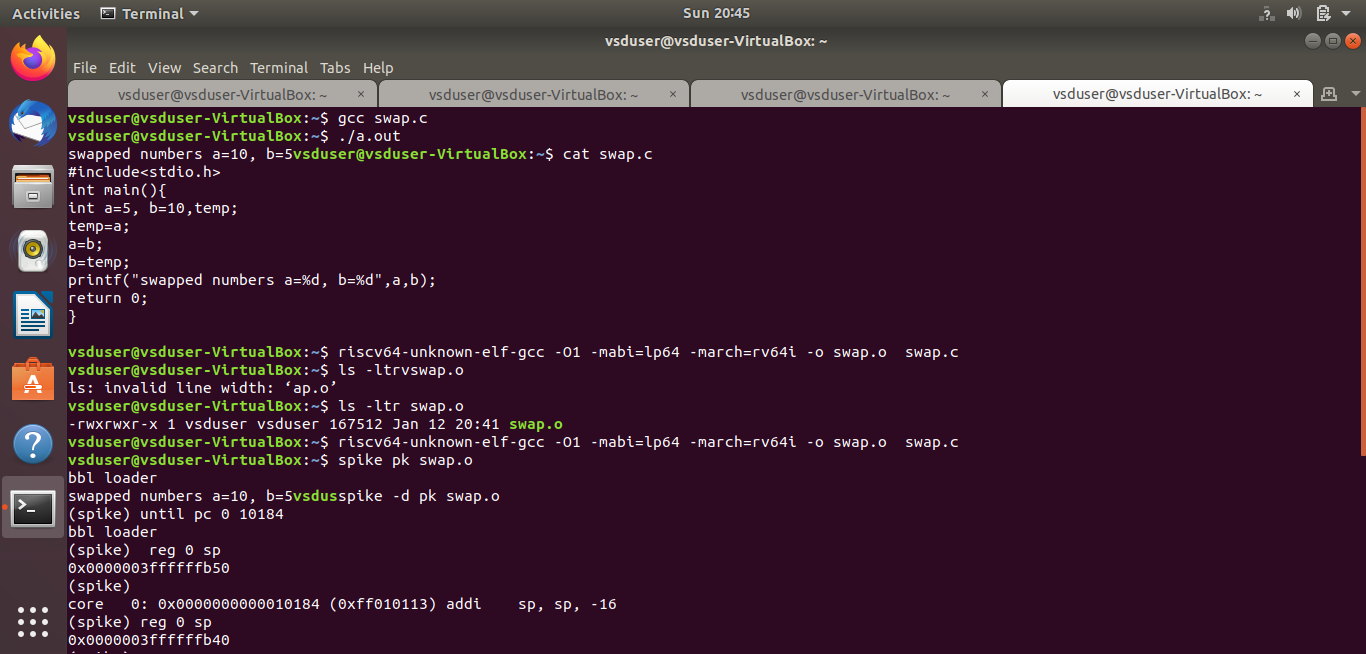 Activities Terminal Sun 20:45
vsduser@vsduser-VirtualBox: ~
File Edit View Search Terminal Tabs Help
vsduser@vsduser-VirtualBox: ~ × vsduser@vsduser-VirtualBox: ~ × vsduser@vsduser-VirtualBox: ~ × vsduser@vsduser-VirtualBox: ~ ×
vsduser@vsduser-VirtualBox:~$ gcc swap.c
vsduser@vsduser-VirtualBox:~$ ./a.out
swapped numbers a=10, b=5vsduser@vsduser-VirtualBox:~$ cat swap.c
#include<stdio.h>
int main(){
int a=5, b=10,temp;
temp=a;
a=b;
b=temp;
printf("swapped numbers a=%d, b=%d",a,b);
return 0;
}
vsduser@vsduser-VirtualBox:~$ riscv64-unknown-elf-gcc -O1 -mabi=lp64 -march=rv64i -o swap.o  swap.c
vsduser@vsduser-VirtualBox:~$ ls -ltrvswap.o
ls: invalid line width: ‘ap.o’
vsduser@vsduser-VirtualBox:~$ ls -ltr swap.o
-rwxrwxr-x 1 vsduser vsduser 167512 Jan 12 20:41 swap.o
vsduser@vsduser-VirtualBox:~$ riscv64-unknown-elf-gcc -O1 -mabi=lp64 -march=rv64i -o swap.o  swap.c
vsduser@vsduser-VirtualBox:~$ spike pk swap.o
bbl loader
swapped numbers a=10, b=5vsdusspike -d pk swap.o
(spike) until pc 0 10184
bbl loader
(spike)  reg 0 sp
0x0000003ffffffb50
(spike)
core   0: 0x0000000000010184 (0xff010113) addi    sp, sp, -16
(spike) reg 0 sp
0x0000003ffffffb40